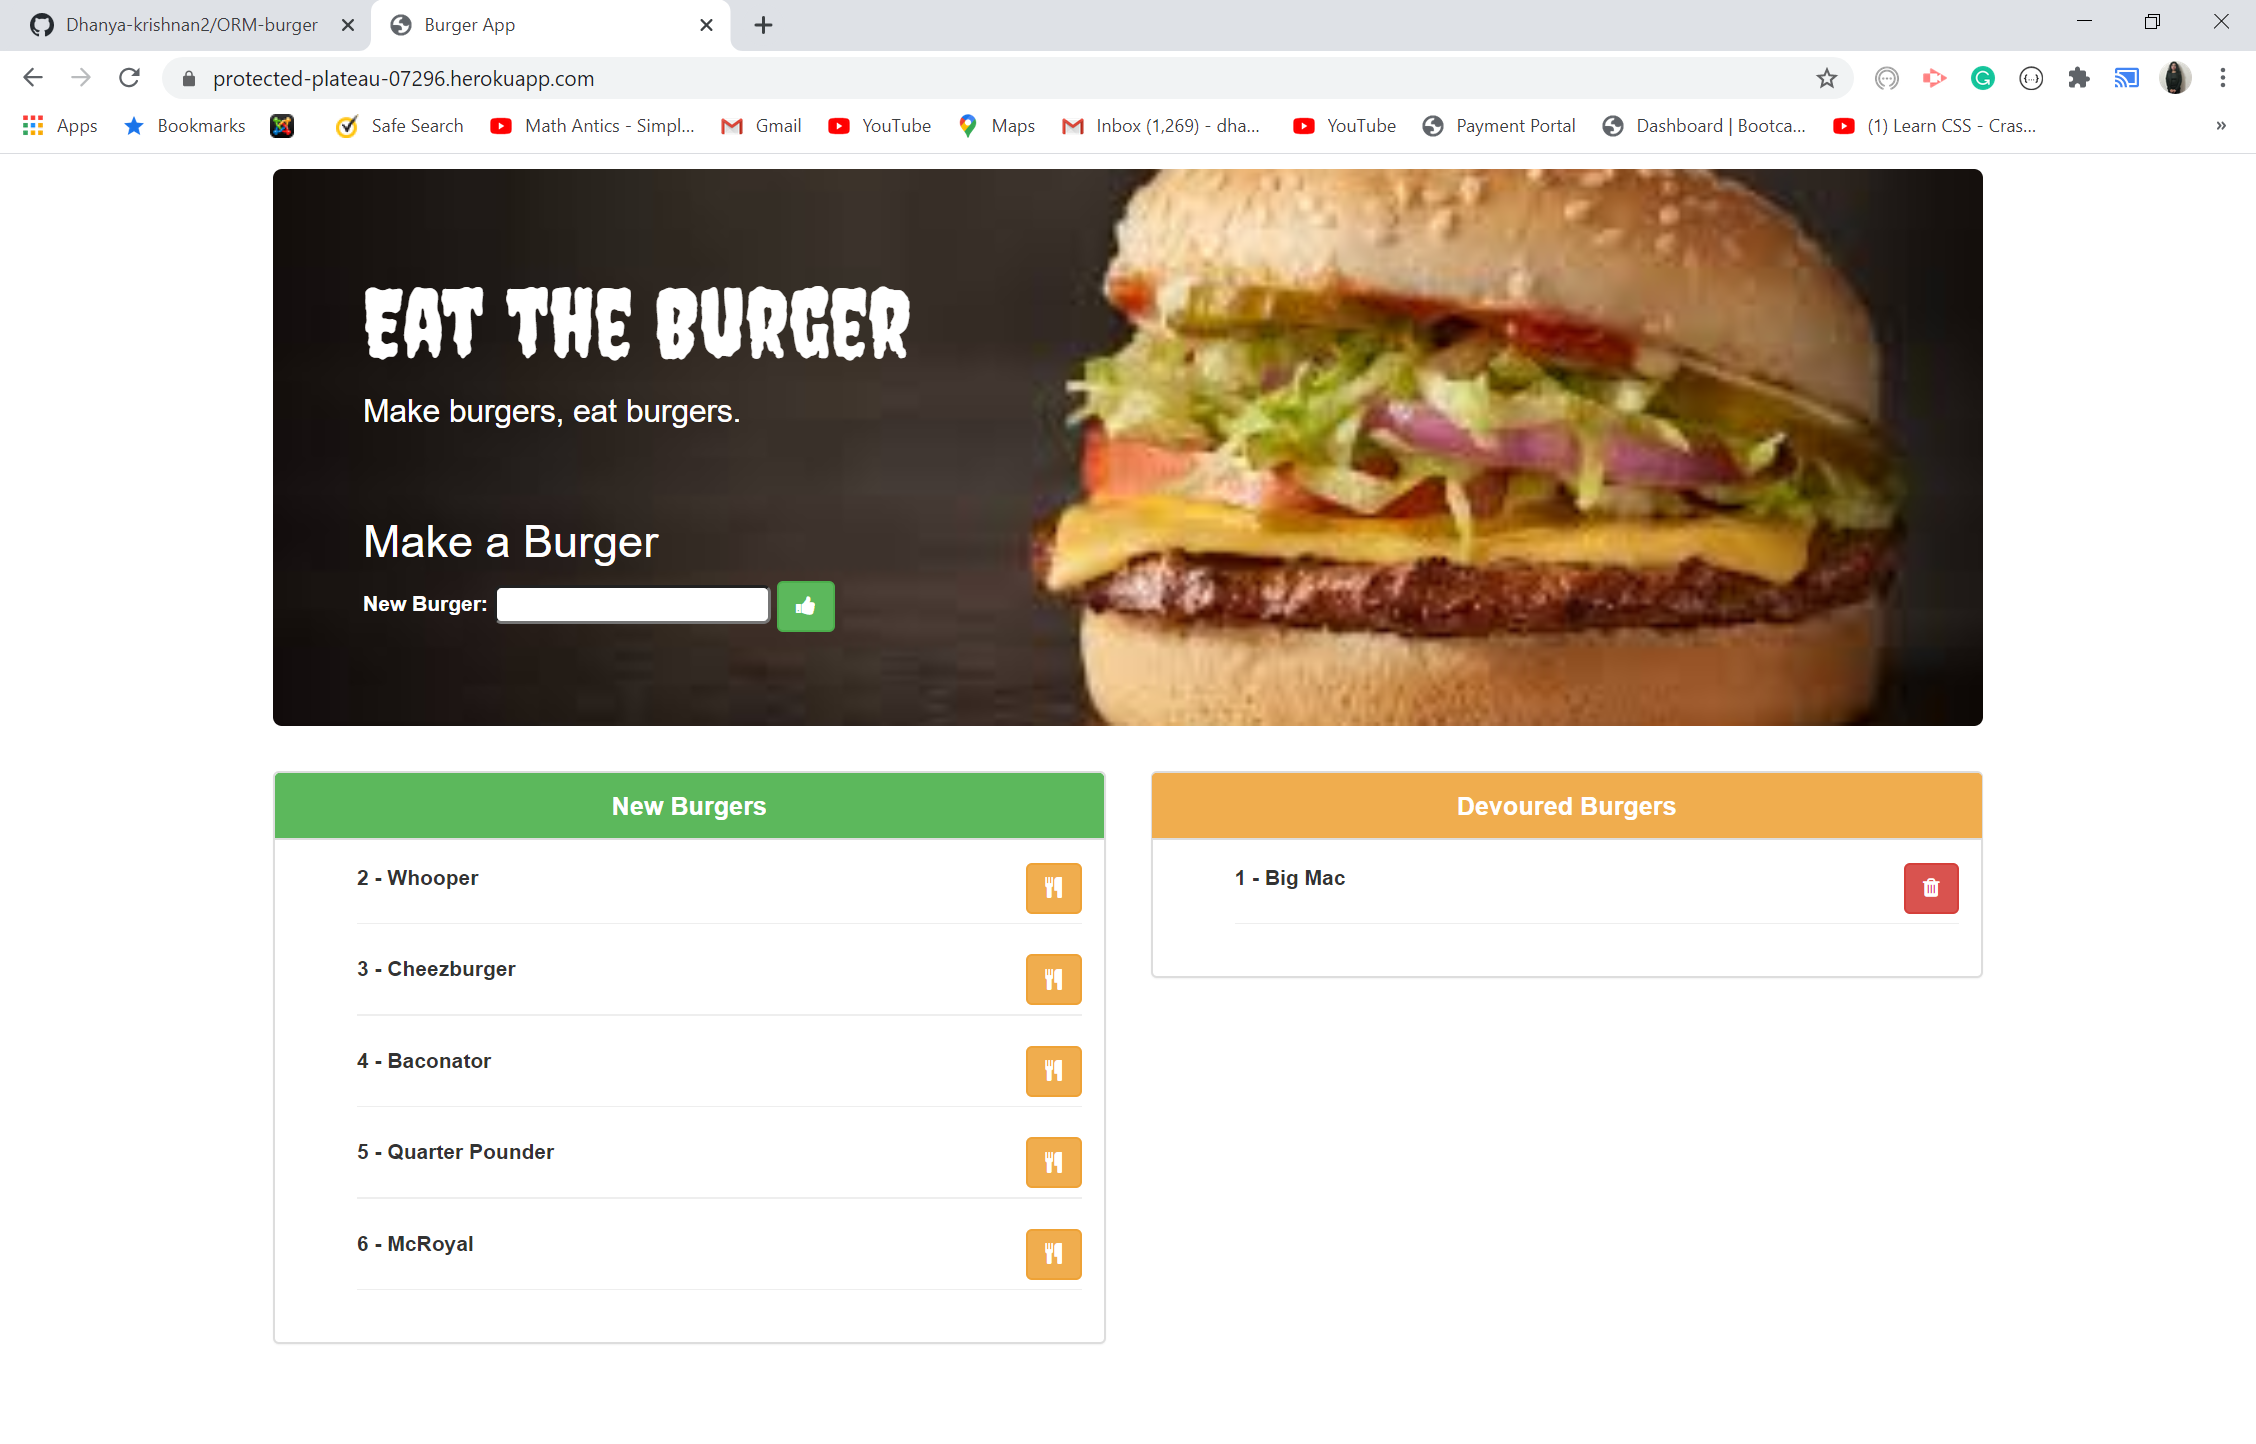 Dhanya-krishnan2/ORM-burger
Burger App
protected-plateau-07296.herokuapp.com
Apps
Bookmarks
Safe Search
Math Antics - Simpl...
Gmail
YouTube
Maps
Inbox (1,269) - dha...
YouTube
Payment Portal
Dashboard | Bootca...
(1) Learn CSS - Cras...
»
EAT THE BURGER
Make burgers, eat burgers.
Make a Burger
New Burger:
New Burgers
2 - Whooper
3 - Cheezburger
4 - Baconator
5 - Quarter Pounder
6 - McRoyal
Devoured Burgers
1 - Big Mac